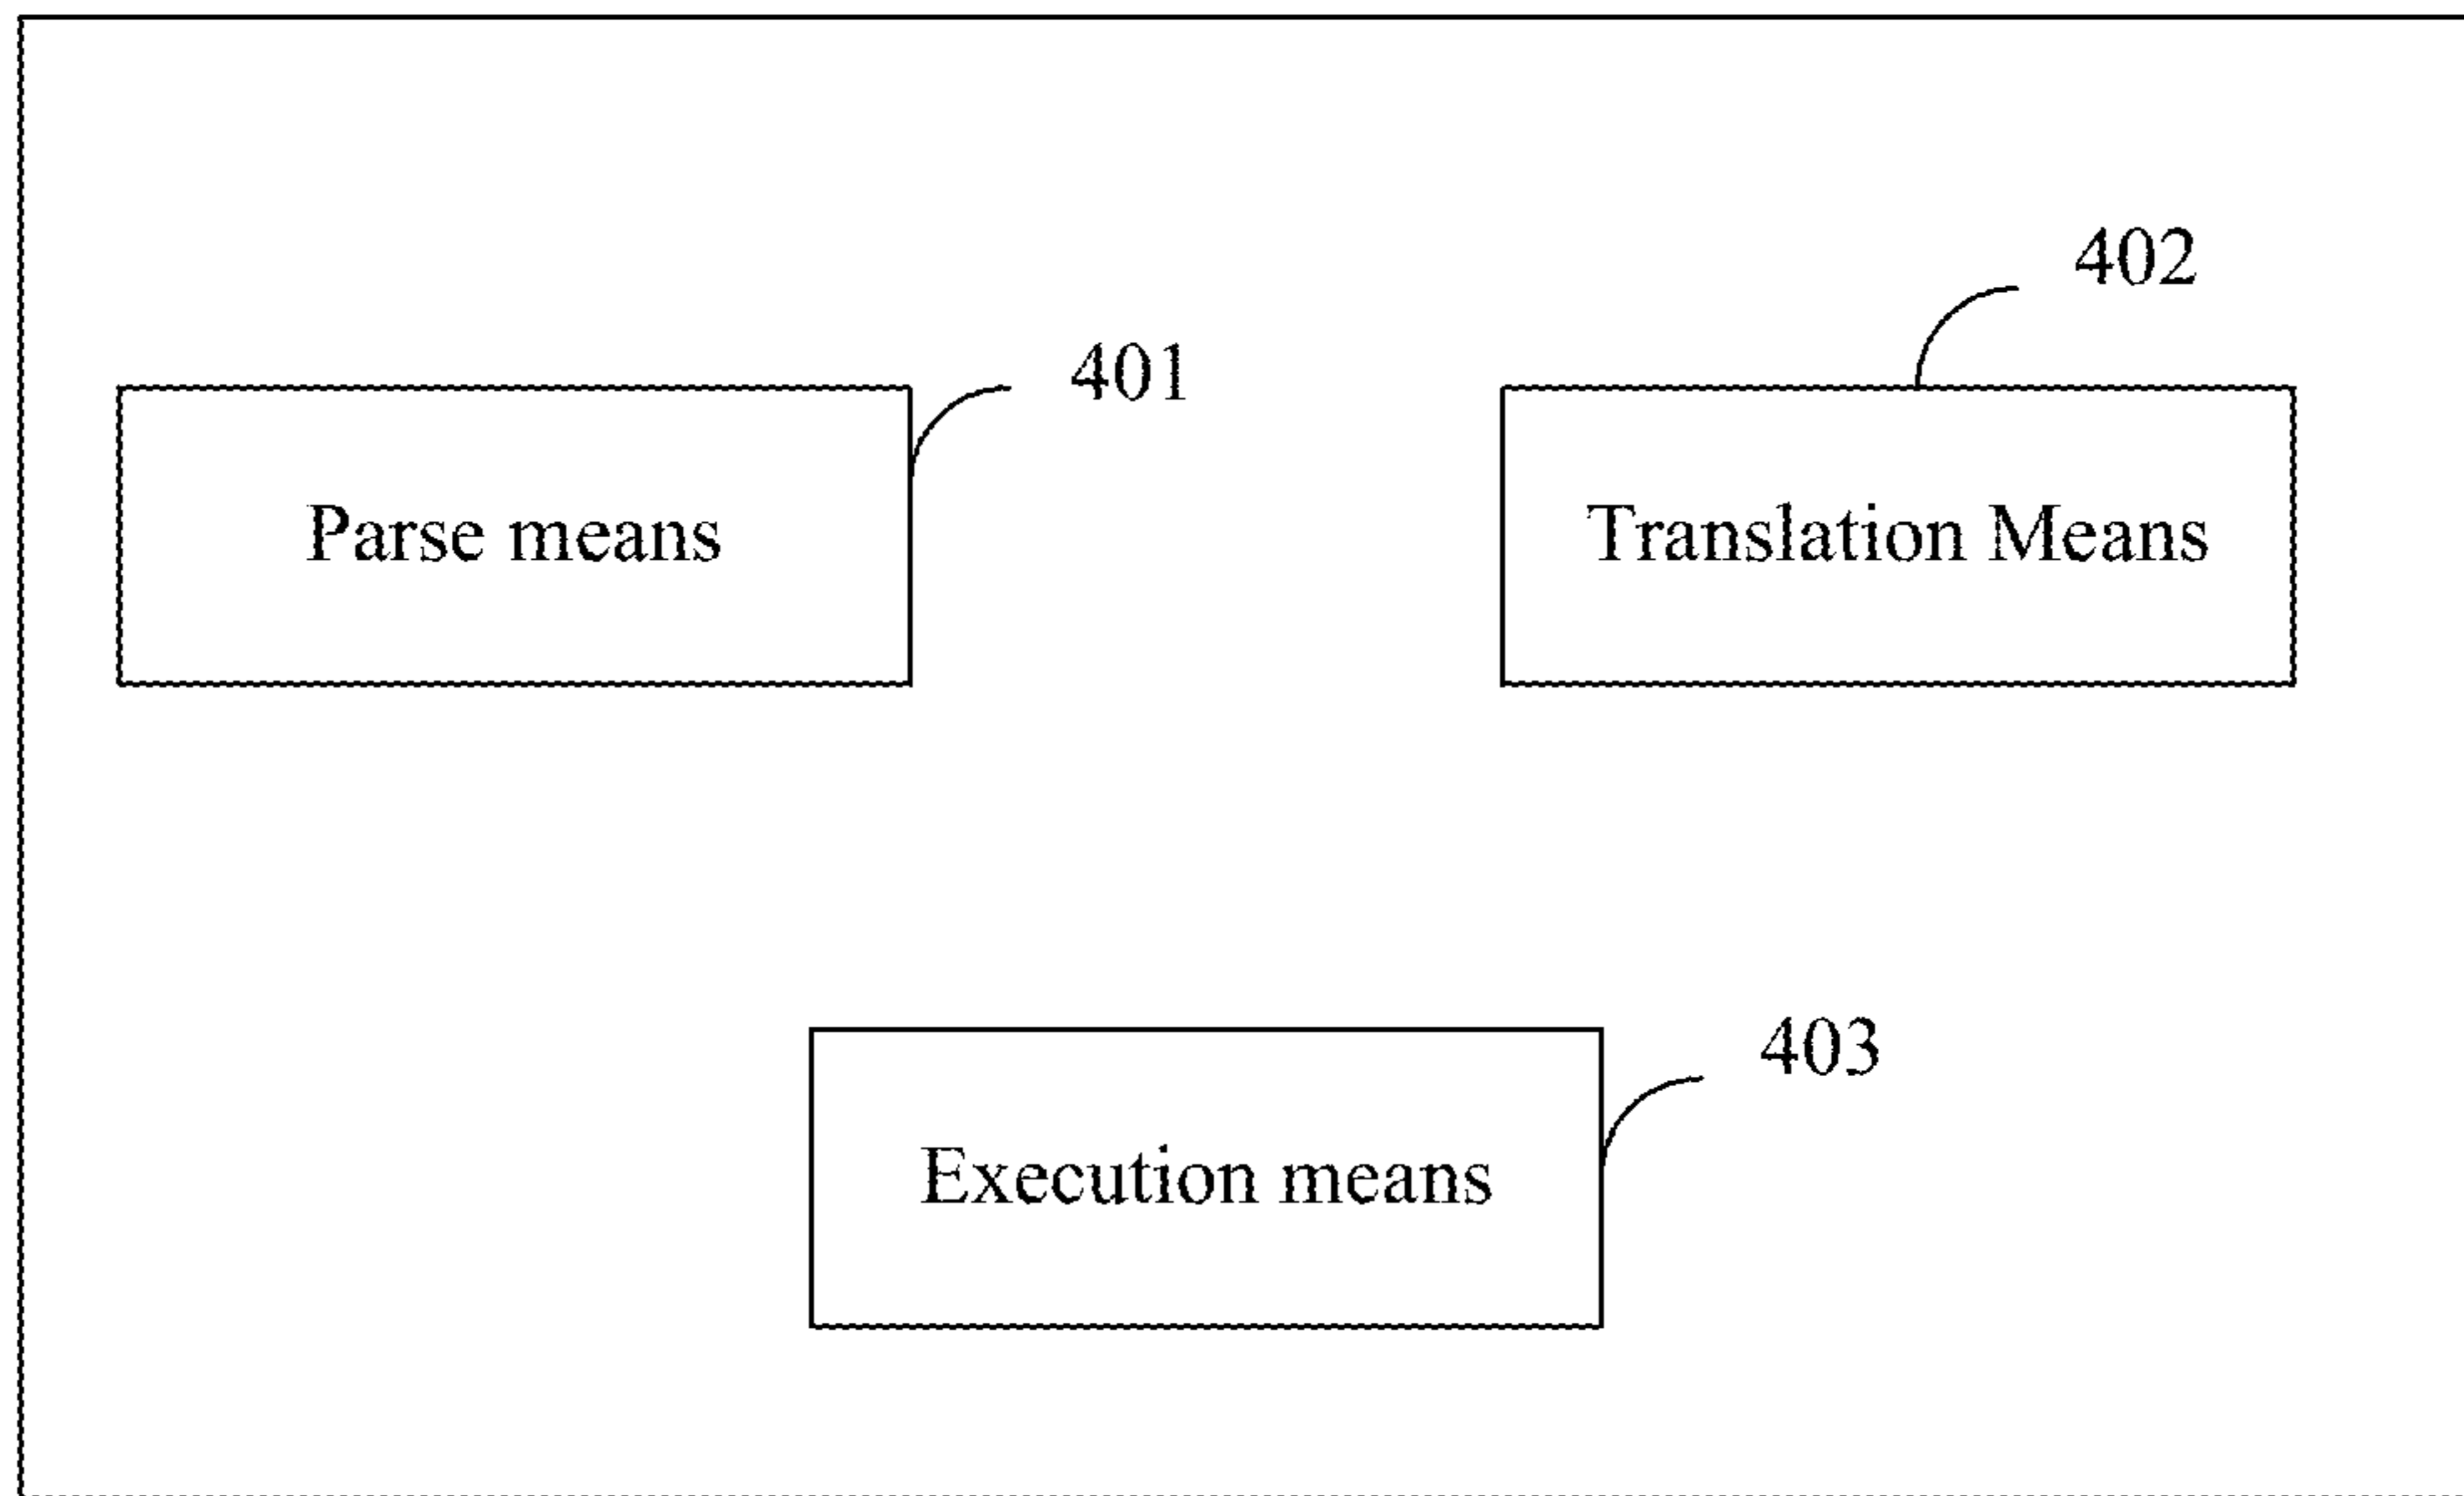 402
401
Parse means
Translation Means
403
Execution means